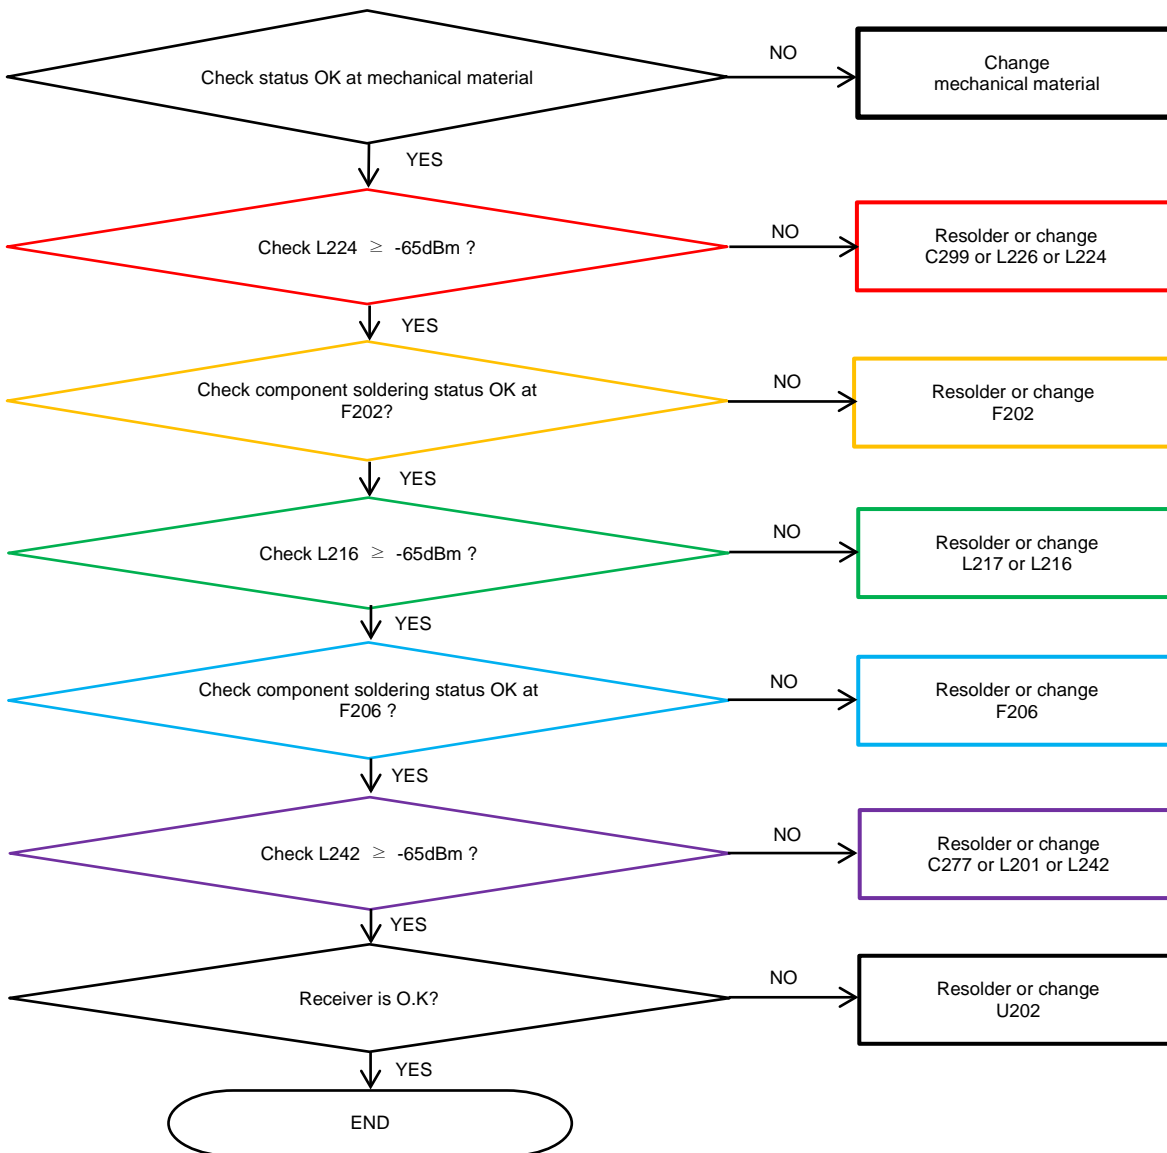 Check status OK at mechanical material
NO
Change
mechanical material
YES
Check L224 ≥ -65dBm ?
NO
Resolder or change
C299 or L226 or L224
YES
Check component soldering status OK at
F202?
NO
Resolder or change
F202
YES
Check L216 ≥ -65dBm ?
NO
Resolder or change
L217 or L216
YES
Check component soldering status OK at
F206 ?
NO
Resolder or change
F206
YES
Check L242 ≥ -65dBm ?
NO
Resolder or change
C277 or L201 or L242
YES
Receiver is O.K?
NO
Resolder or change
U202
YES
END